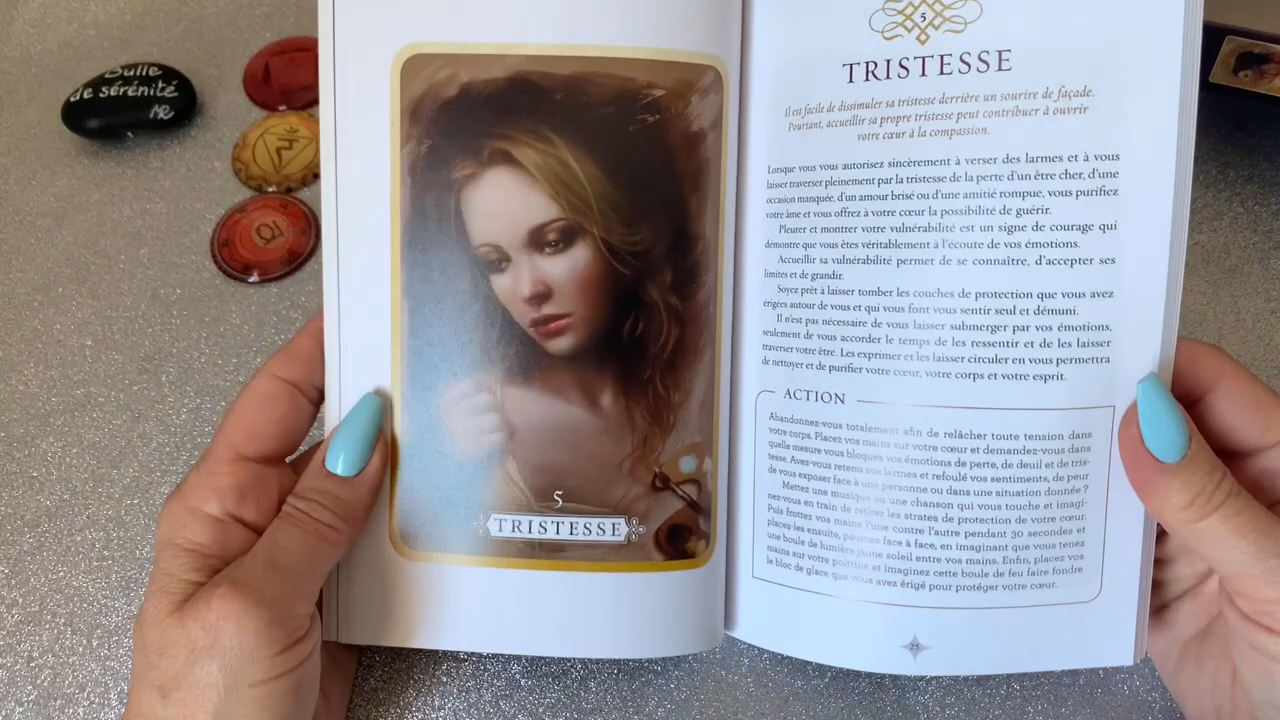 Bulle
de sérénité
5
TRISTESSE
5
TRISTESSE
Il est facile de dissimuler sa tristesse derrière un sourire de façade.
Pourtant, accueillir sa propre tristesse peut contribuer à ouvrir
votre cœur à la compassion.
Lorsque vous vous autorisez sincèrement à verser des larmes et à vous
laisser traverser pleinement par la tristesse de la perte d'un être cher, d'une
occasion manquée, d'un amour brisé ou d'une amitié rompue, vous purifiez
votre âme et vous offrez à votre cœur la possibilité de guérir.
Pleurer et montrer votre vulnérabilité est un signe de courage qui
démontre que vous êtes véritablement à l'écoute de vos émotions.
Accueillir sa vulnérabilité permet de se connaître, d'accepter ses
limites et de grandir.
Soyez prêt à laisser tomber les couches de protection que vous avez
érigées autour de vous et qui vous font vous sentir seul et démuni.
Il n'est pas nécessaire de vous laisser submerger par vos émotions,
seulement de vous accorder le temps de les ressentir et de les laisser
traverser votre être. Les exprimer et les laisser circuler en vous permettra
de nettoyer et de purifier votre cœur, votre corps et votre esprit.
ACTION
Abandonnez-vous totalement afin de relâcher toute tension dans
votre corps. Placez vos mains sur votre cœur et demandez-vous dans
quelle mesure vous bloquez vos émotions de perte, de deuil et de tris-
tesse. Avez-vous retenu vos larmes et refoulé vos sentiments, de peur
de vous exposer face à une personne ou dans une situation donnée ?
Mettez une musique ou une chanson qui vous touche et imagi-
nez-vous en train de retirer les strates de protection de votre cœur.
Puis frottez vos mains l'une contre l'autre pendant 30 secondes et
placez-les ensuite, paumes face à face, en imaginant que vous tenez
une boule de lumière jaune soleil entre vos mains. Enfin, placez vos
mains sur votre poitrine et imaginez cette boule de feu faire fondre
le bloc de glace que vous avez érigé pour protéger votre cœur.